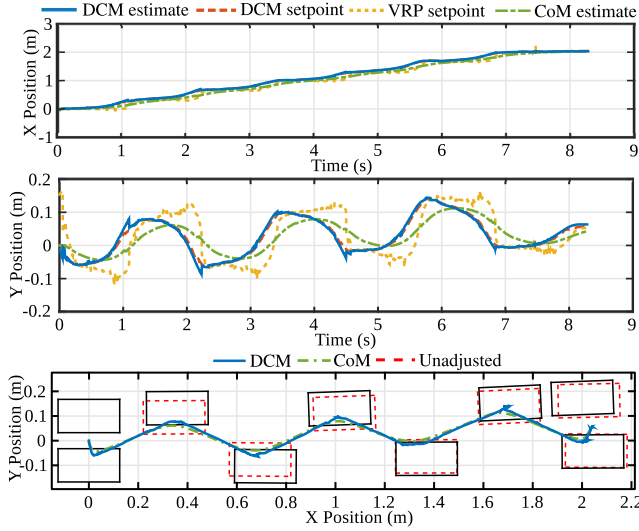 DCM estimate DCM setpoint VRP setpoint CoM estimate
X Position (m)
3
2
1
0
-1
0 1 2 3 4 5 6 7 8 9
Time (s)
Y Position (m)
0.2
0.1
0
-0.1
-0.2
0 1 2 3 4 5 6 7 8 9
Time (s)
DCM CoM Unadjusted
Y Position (m)
0.2
0.1
0
-0.1
0 0.2 0.4 0.6 0.8 1 1.2 1.4 1.6 1.8 2 2.2
X Position (m)